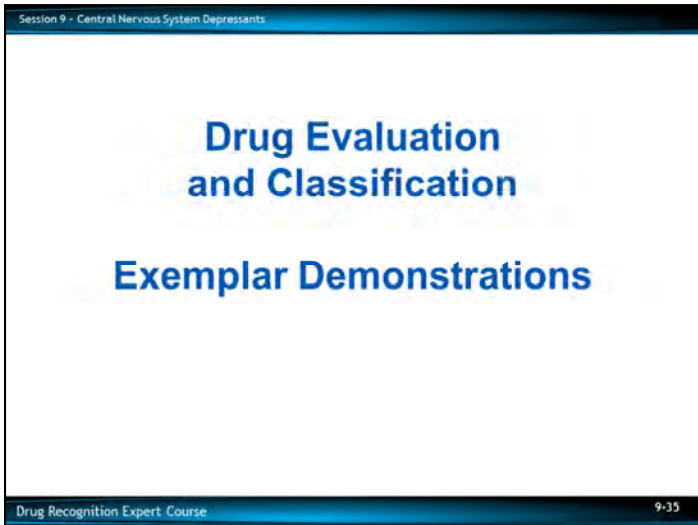 Session 9 - Central Nervous System Depressants
Drug Evaluation
and Classification
Exemplar Demonstrations
Drug Recognition Expert Course
9-35